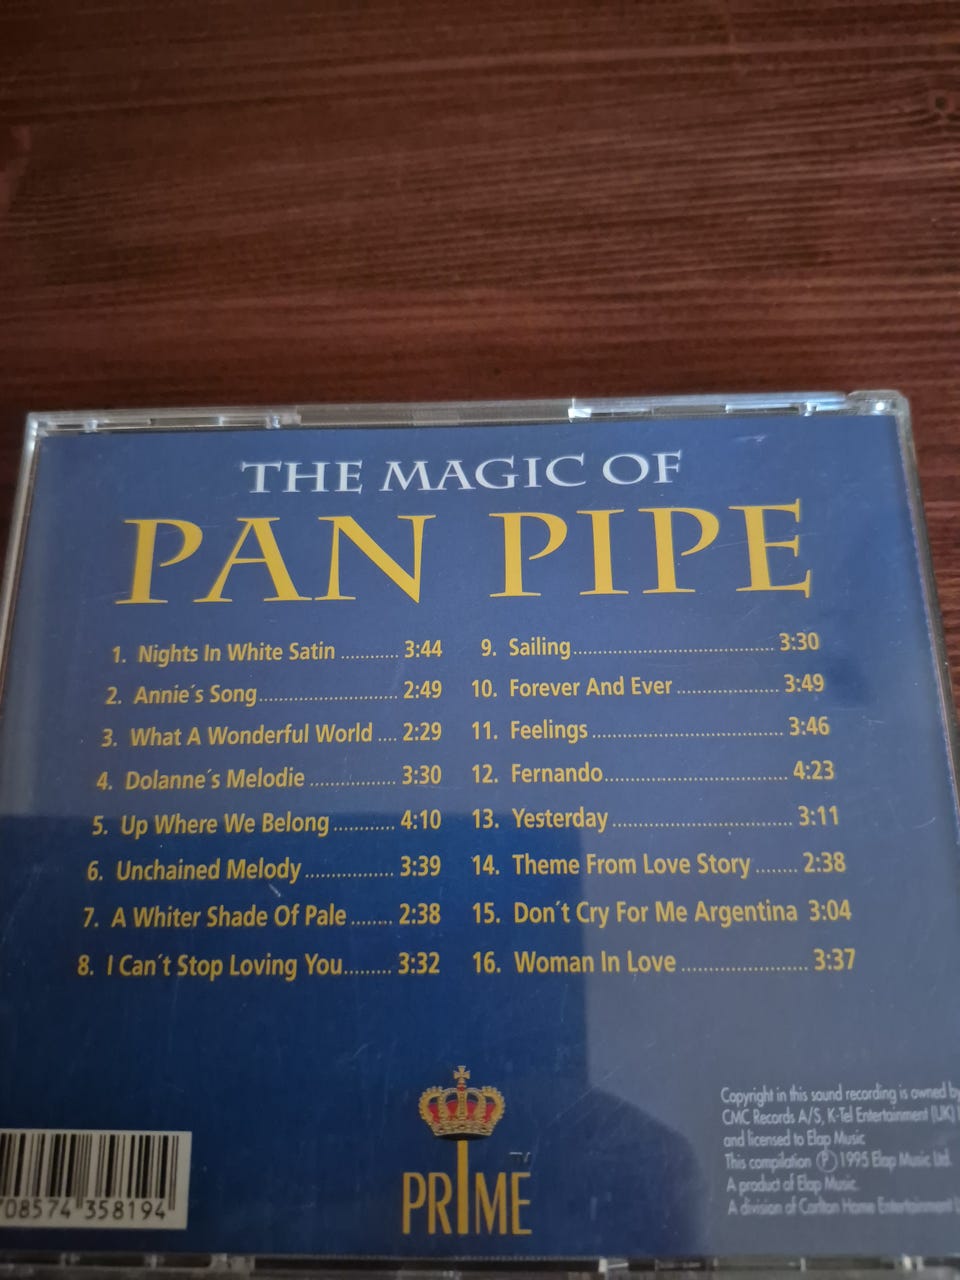 THE MAGIC OF
PAN PIPE
1. Nights In White Satin ........... 3:44
2. Annie´s Song .......................... 2:49
3. What A Wonderful World .... 2:29
4. Dolanne´s Melodie ................ 3:30
5. Up Where We Belong ........... 4:10
6. Unchained Melody ................. 3:39
7. A Whiter Shade Of Pale ........ 2:38
8. I Can´t Stop Loving You ......... 3:32
9. Sailing ..................................... 3:30
10. Forever And Ever ................... 3:49
11. Feelings ................................... 3:46
12. Fernando .................................. 4:23
13. Yesterday ................................. 3:11
14. Theme From Love Story ........ 2:38
15. Don´t Cry For Me Argentina 3:04
16. Woman In Love ....................... 3:37
TV
PRIME
08574 358194
Copyright in this sound recording is owned by
CMC Records A/S, K-Tel Entertainment (UK)
and licensed to Elap Music
This compilation Ⓟ 1995 Elap Music Ltd.
A product of Elap Music.
A division of Carlton Home Entertainment